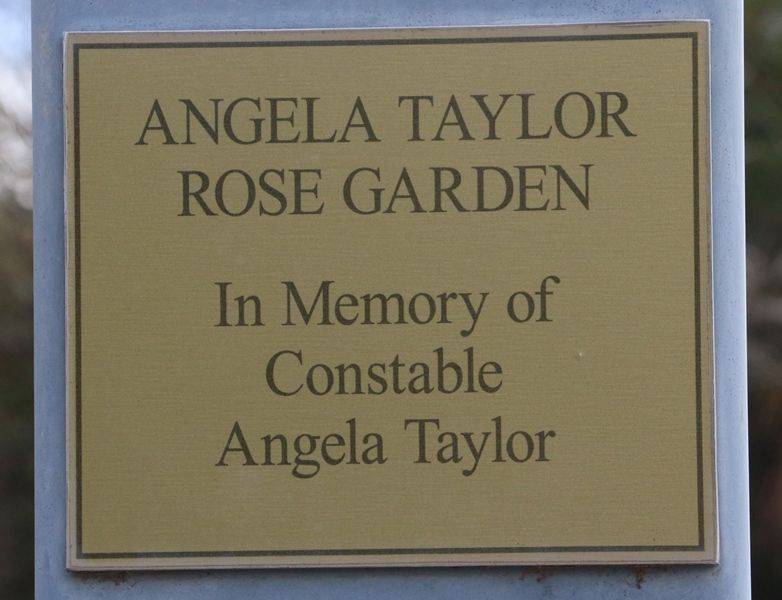 ANGELA TAYLOR
ROSE GARDEN
In Memory of
Constable
Angela Taylor